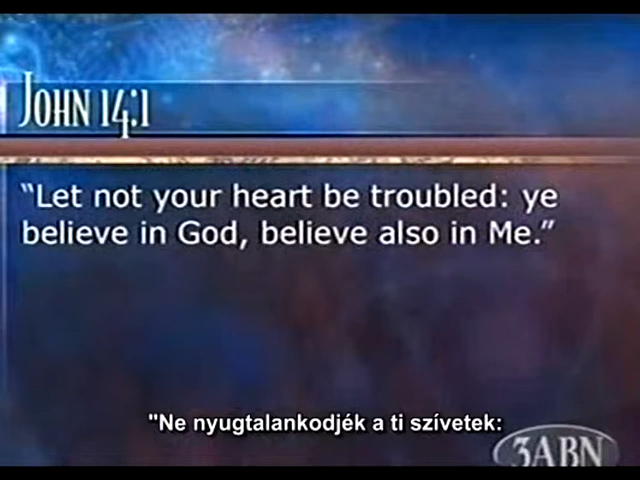 JOHN 14:1
“Let not your heart be troubled: ye
believe in God, believe also in Me.”
"Ne nyugtalankodjék a ti szívetek:
3ABN